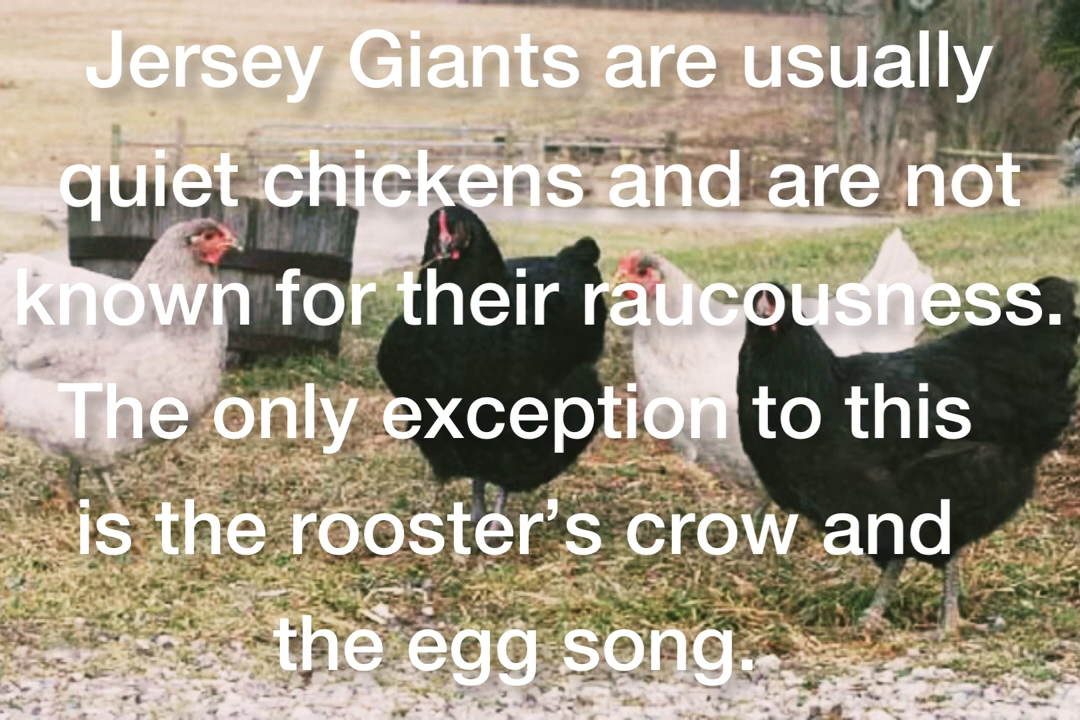 Jersey Giants are usually
quiet chickens and are not
known for their raucousness.
The only exception to this
is the rooster’s crow and
the egg song.